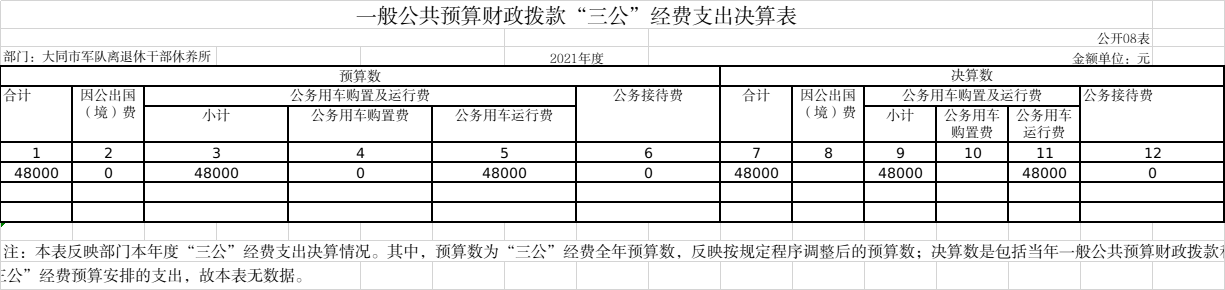 一般公共预算财政拨款“三公”经费支出决算表
公开08表
部门：大同市军队离退休干部休养所 2021年度 金额单位：元
预算数 决算数
合计 因公出国（境）费 公务用车购置及运行费 公务接待费 合计 因公出国（境）费 公务用车购置及运行费 公务接待费
小计 公务用车购置费 公务用车运行费 小计 公务用车购置费 公务用车运行费
1 2 3 4 5 6 7 8 9 10 11 12
48000 0 48000 0 48000 0 48000 48000 48000 0
注：本表反映部门本年度“三公”经费支出决算情况。其中，预算数为“三公”经费全年预算数，反映按规定程序调整后的预算数；决算数是包括当年一般公共预算财政拨款
三公”经费预算安排的支出，故本表无数据。